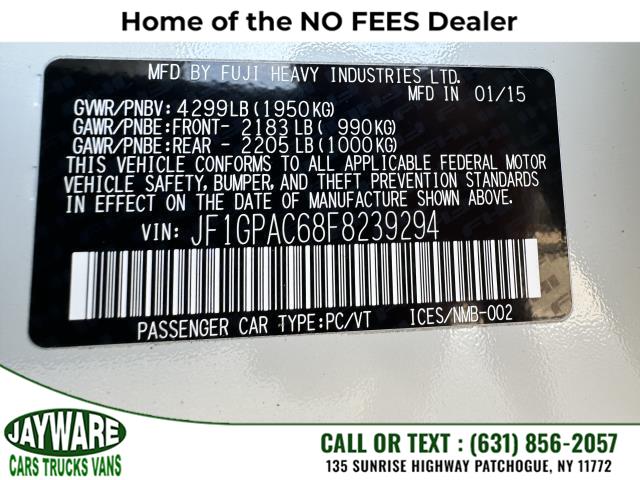 Home of the NO FEES Dealer
MFD BY FUJI HEAVY INDUSTRIES LTD.
MFD IN 01/15
GVWR/PNBV: 4299LB(1950KG)
GAWR/PNBE:FRONT- 2183LB( 990KG)
GAWR/PNBE:REAR - 2205LB(1000KG)
THIS VEHICLE CONFORMS TO ALL APPLICABLE FEDERAL MOTOR
VEHICLE SAFETY, BUMPER, AND THEFT PREVENTION STANDARDS
IN EFFECT ON THE DATE OF MANUFACTURE SHOWN ABOVE.
VIN: JF1GPAC68F8239294
PASSENGER CAR TYPE:PC/VT ICES/NMB-002
JAYWARE
CARS TRUCKS VANS
CALL OR TEXT : (631) 856-2057
135 SUNRISE HIGHWAY PATCHOGUE, NY 11772